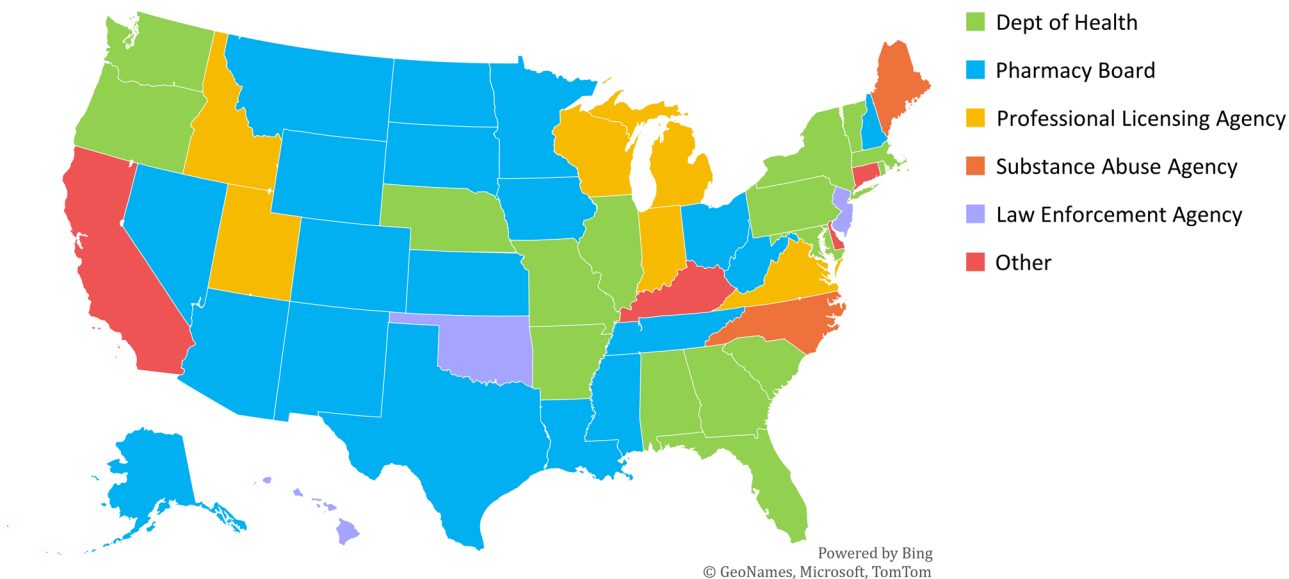 Dept of Health
Pharmacy Board
Professional Licensing Agency
Substance Abuse Agency
Law Enforcement Agency
Other
Powered by Bing
© GeoNames, Microsoft, TomTom